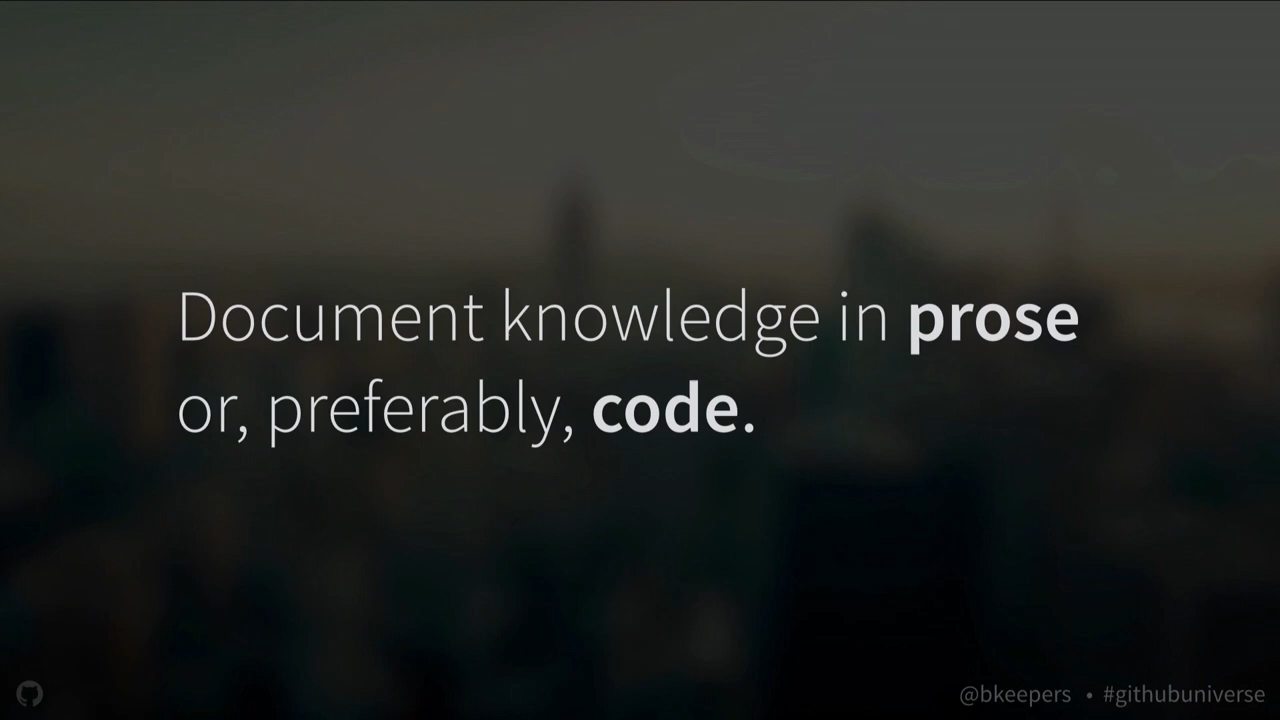 Document knowledge in prose
or, preferably, code.
@bkeepers • #githubuniverse